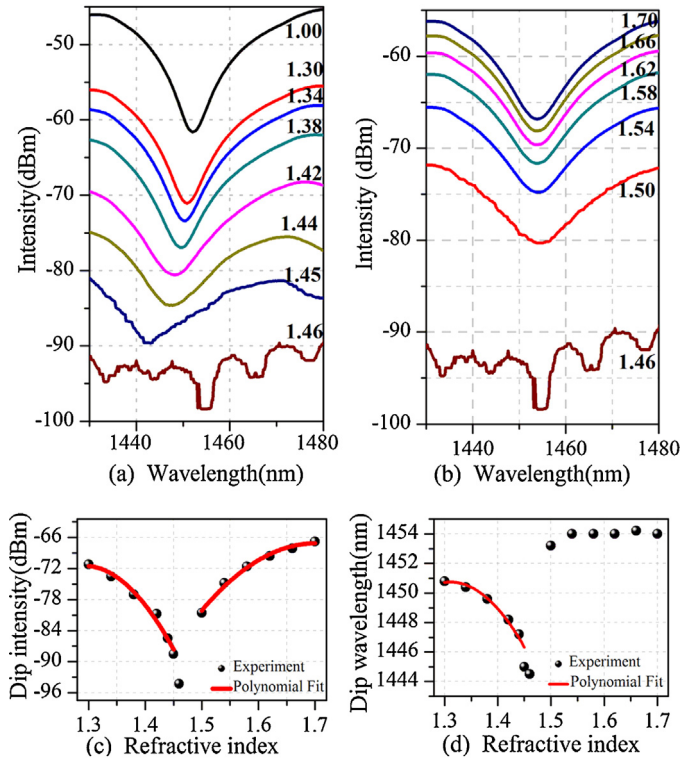 -50
-60
-70
-80
-90
-100
Intensity(dBm)
1.00
1.30
1.34
1.38
1.42
1.44
1.45
1.46
1440 1460 1480
(a) Wavelength(nm)
-60
-70
-80
-90
-100
Intensity (dBm)
1.70
1.66
1.62
1.58
1.54
1.50
1.46
1440 1460 1480
(b) Wavelength(nm)
-66
-72
-78
-84
-90
-96
Dip intensity(dBm)
Experiment
Polynomial Fit
1.3 1.4 1.5 1.6 1.7
(c) Refractive index
1454
1452
1450
1448
1446
1444
Dip wavelength(nm)
Experiment
Polynomial Fit
1.3 1.4 1.5 1.6 1.7
(d) Refractive index